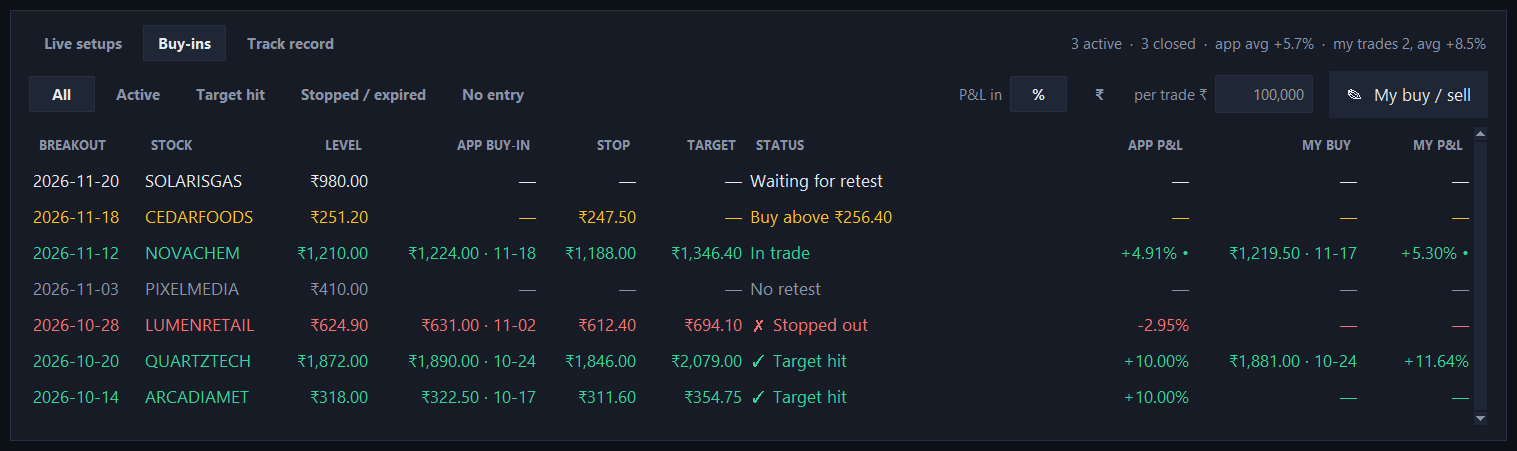 Live setups Buy-ins Track record 3 active · 3 closed · app avg +5.7% · my trades 2, avg +8.5%
All Active Target hit Stopped / expired No entry P&L in % ₹ per trade ₹ 100,000 ✎ My buy / sell
BREAKOUT STOCK LEVEL APP BUY-IN STOP TARGET STATUS APP P&L MY BUY MY P&L
2026-11-20 SOLARISGAS ₹980.00 — — — Waiting for retest — — —
2026-11-18 CEDARFOODS ₹251.20 — ₹247.50 — Buy above ₹256.40 — — —
2026-11-12 NOVACHEM ₹1,210.00 ₹1,224.00 · 11-18 ₹1,188.00 ₹1,346.40 In trade +4.91% • ₹1,219.50 · 11-17 +5.30% •
2026-11-03 PIXELMEDIA ₹410.00 — — — No retest — — —
2026-10-28 LUMENRETAIL ₹624.90 ₹631.00 · 11-02 ₹612.40 ₹694.10 ✗ Stopped out -2.95% — —
2026-10-20 QUARTZTECH ₹1,872.00 ₹1,890.00 · 10-24 ₹1,846.00 ₹2,079.00 ✓ Target hit +10.00% ₹1,881.00 · 10-24 +11.64%
2026-10-14 ARCADIAMET ₹318.00 ₹322.50 · 10-17 ₹311.60 ₹354.75 ✓ Target hit +10.00% — —